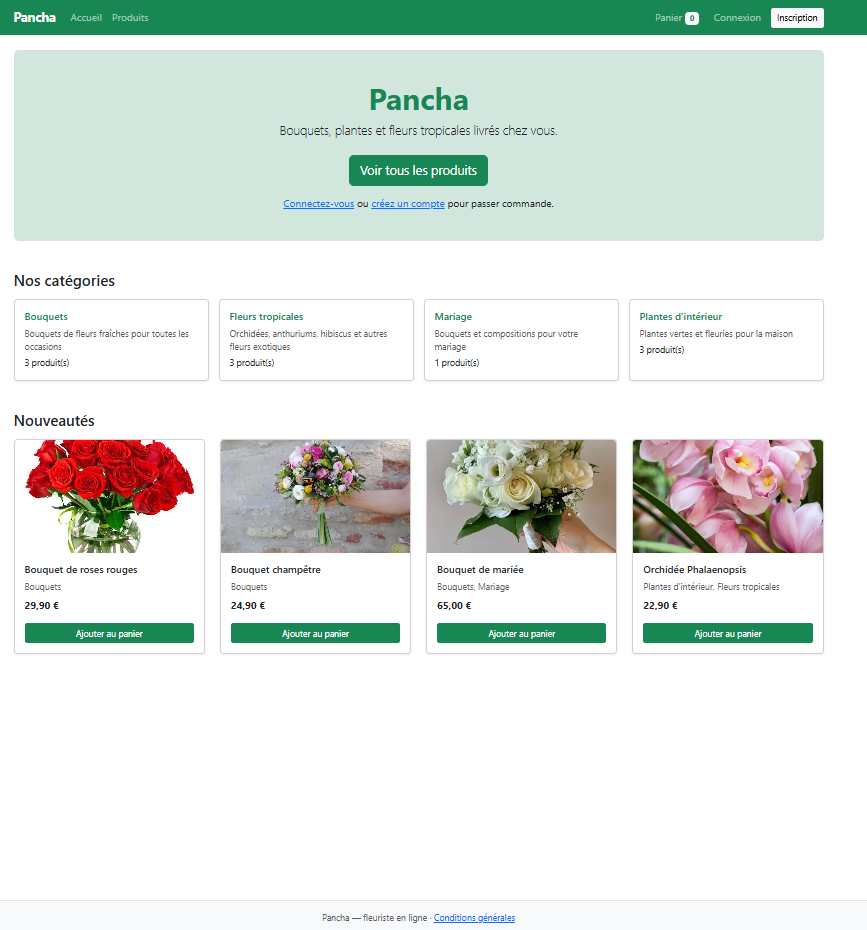 Pancha Accueil Produits Panier 0 Connexion Inscription
Pancha
Bouquets, plantes et fleurs tropicales livrés chez vous.
Voir tous les produits
Connectez-vous ou créez un compte pour passer commande.
Nos catégories
Bouquets
Bouquets de fleurs fraîches pour toutes les
occasions
3 produit(s)
Fleurs tropicales
Orchidées, anthuriums, hibiscus et autres
fleurs exotiques
3 produit(s)
Mariage
Bouquets et compositions pour votre
mariage
1 produit(s)
Plantes d'intérieur
Plantes vertes et fleuries pour la maison
3 produit(s)
Nouveautés
Bouquet de roses rouges
Bouquets
29,90 €
Ajouter au panier
Bouquet champêtre
Bouquets
24,90 €
Ajouter au panier
Bouquet de mariée
Bouquets, Mariage
65,00 €
Ajouter au panier
Orchidée Phalaenopsis
Plantes d'intérieur, Fleurs tropicales
22,90 €
Ajouter au panier
Pancha — fleuriste en ligne · Conditions générales